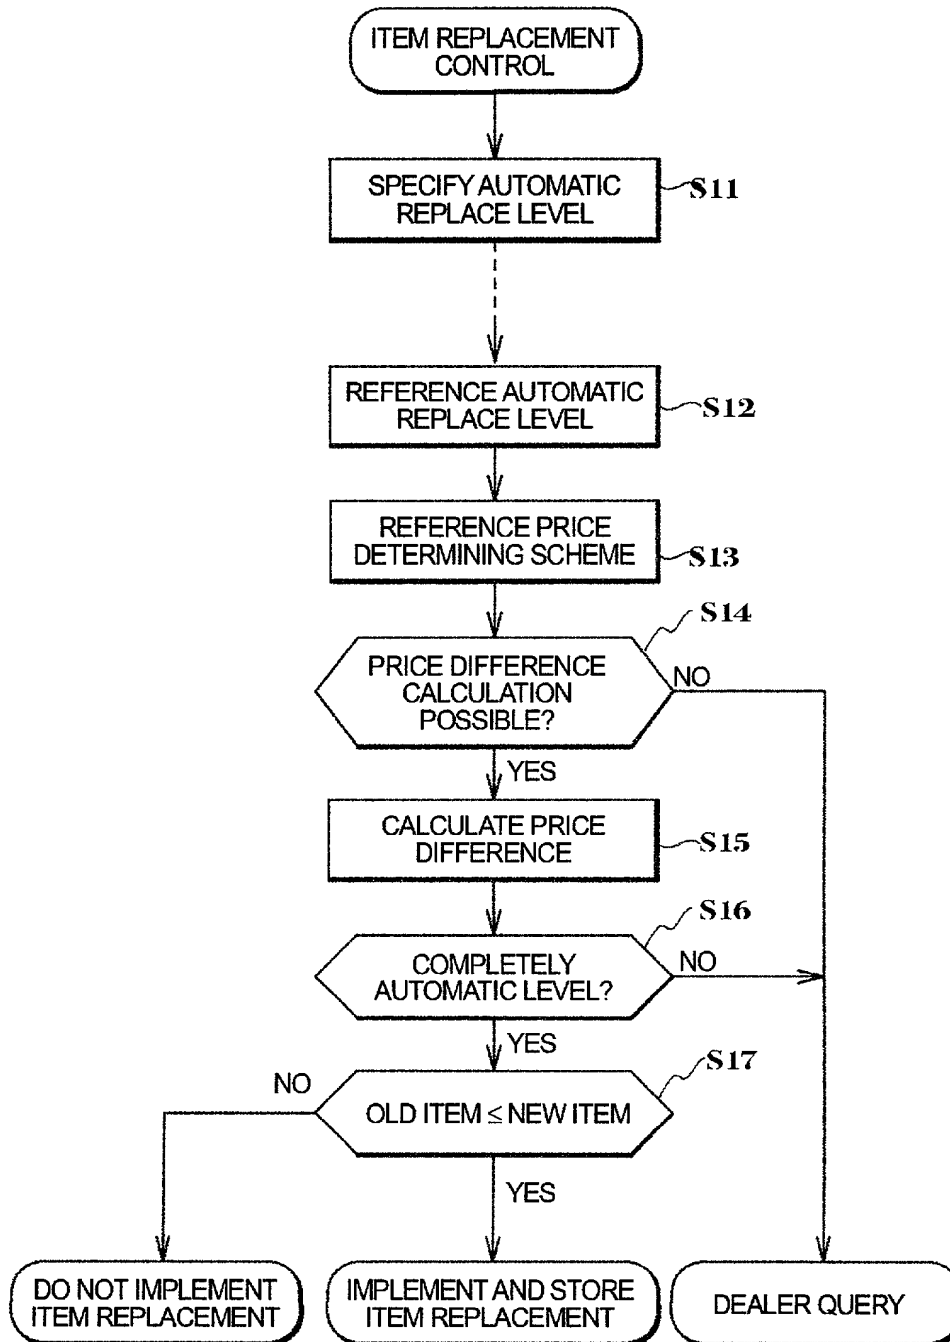 ITEM REPLACEMENT
CONTROL
SPECIFY AUTOMATIC
REPLACE LEVEL
S11
REFERENCE AUTOMATIC
REPLACE LEVEL
S12
REFERENCE PRICE
DETERMINING SCHEME
S13
S14
PRICE DIFFERENCE
CALCULATION
POSSIBLE?
NO
YES
CALCULATE PRICE
DIFFERENCE
S15
S16
COMPLETELY
AUTOMATIC LEVEL?
NO
YES
S17
NO
OLD ITEM ≤ NEW ITEM
YES
DO NOT IMPLEMENT
ITEM REPLACEMENT
IMPLEMENT AND STORE
ITEM REPLACEMENT
DEALER QUERY